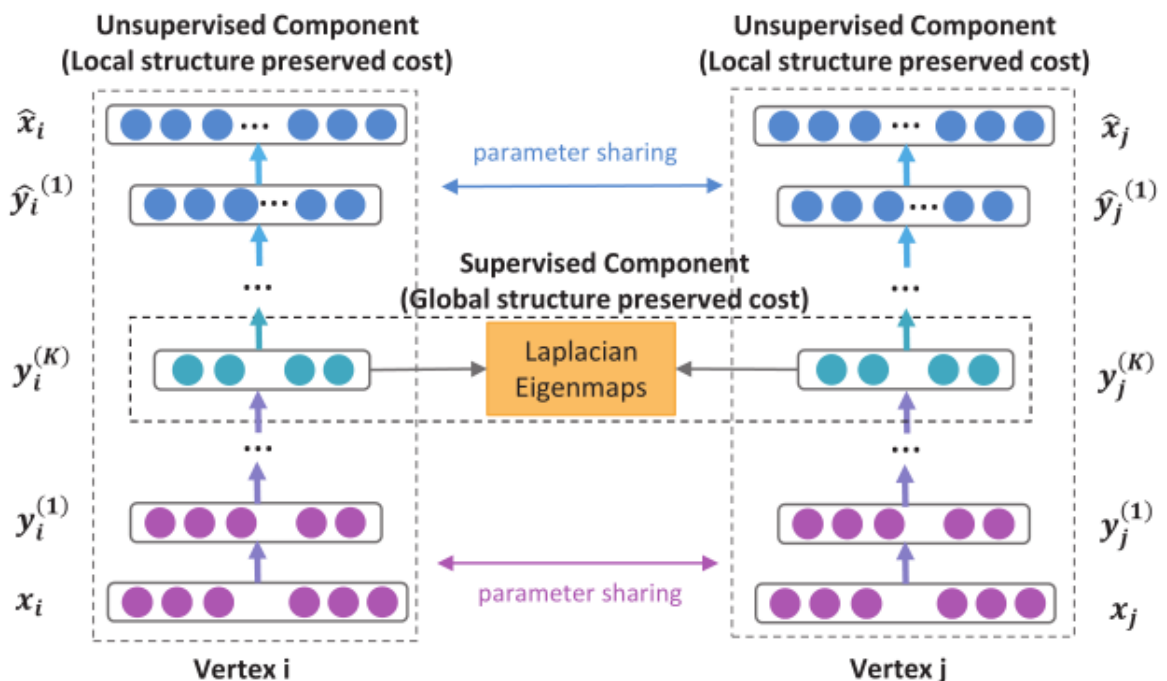 Unsupervised Component
(Local structure preserved cost)
Unsupervised Component
(Local structure preserved cost)
x̂ᵢ
...
parameter sharing
...
x̂ⱼ
ŷᵢ⁽¹⁾
...
...
ŷⱼ⁽¹⁾
...
Supervised Component
(Global structure preserved cost)
...
yᵢ⁽ᴷ⁾
Laplacian
Eigenmaps
yⱼ⁽ᴷ⁾
...
...
yᵢ⁽¹⁾
yⱼ⁽¹⁾
parameter sharing
xᵢ
xⱼ
Vertex i
Vertex j